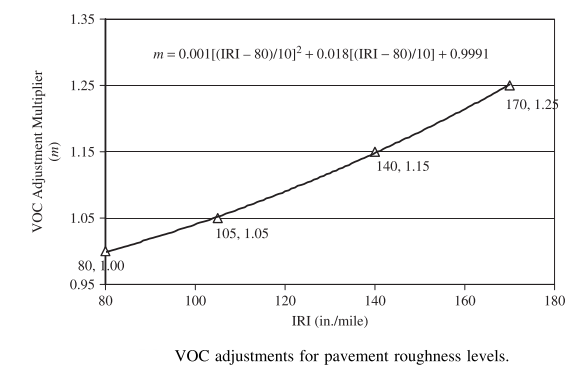 1.35
m = 0.001[(IRI – 80)/10]² + 0.018[(IRI – 80)/10] + 0.9991
1.25
170, 1.25
VOC Adjustment Multiplier
(m)
1.15
140, 1.15
1.05
105, 1.05
80, 1.00
0.95
80 100 120 140 160 180
IRI (in./mile)
VOC adjustments for pavement roughness levels.